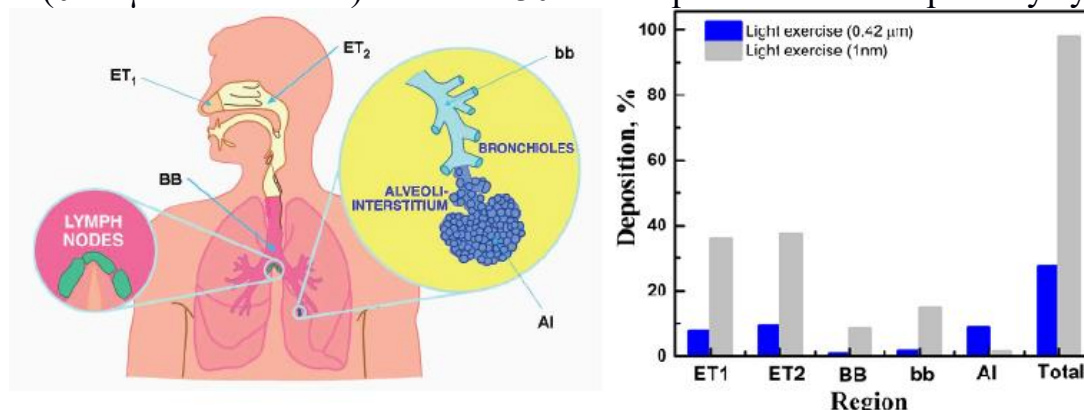 ET₁
ET₂
bb
BRONCHIOLES
BB
ALVEOLI-
INTERSTITIUM
LYMPH
NODES
AI
Light exercise (0.42 μm)
Light exercise (1nm)
Deposition, %
100
80
60
40
20
0
ET1 ET2 BB bb AI Total
Region